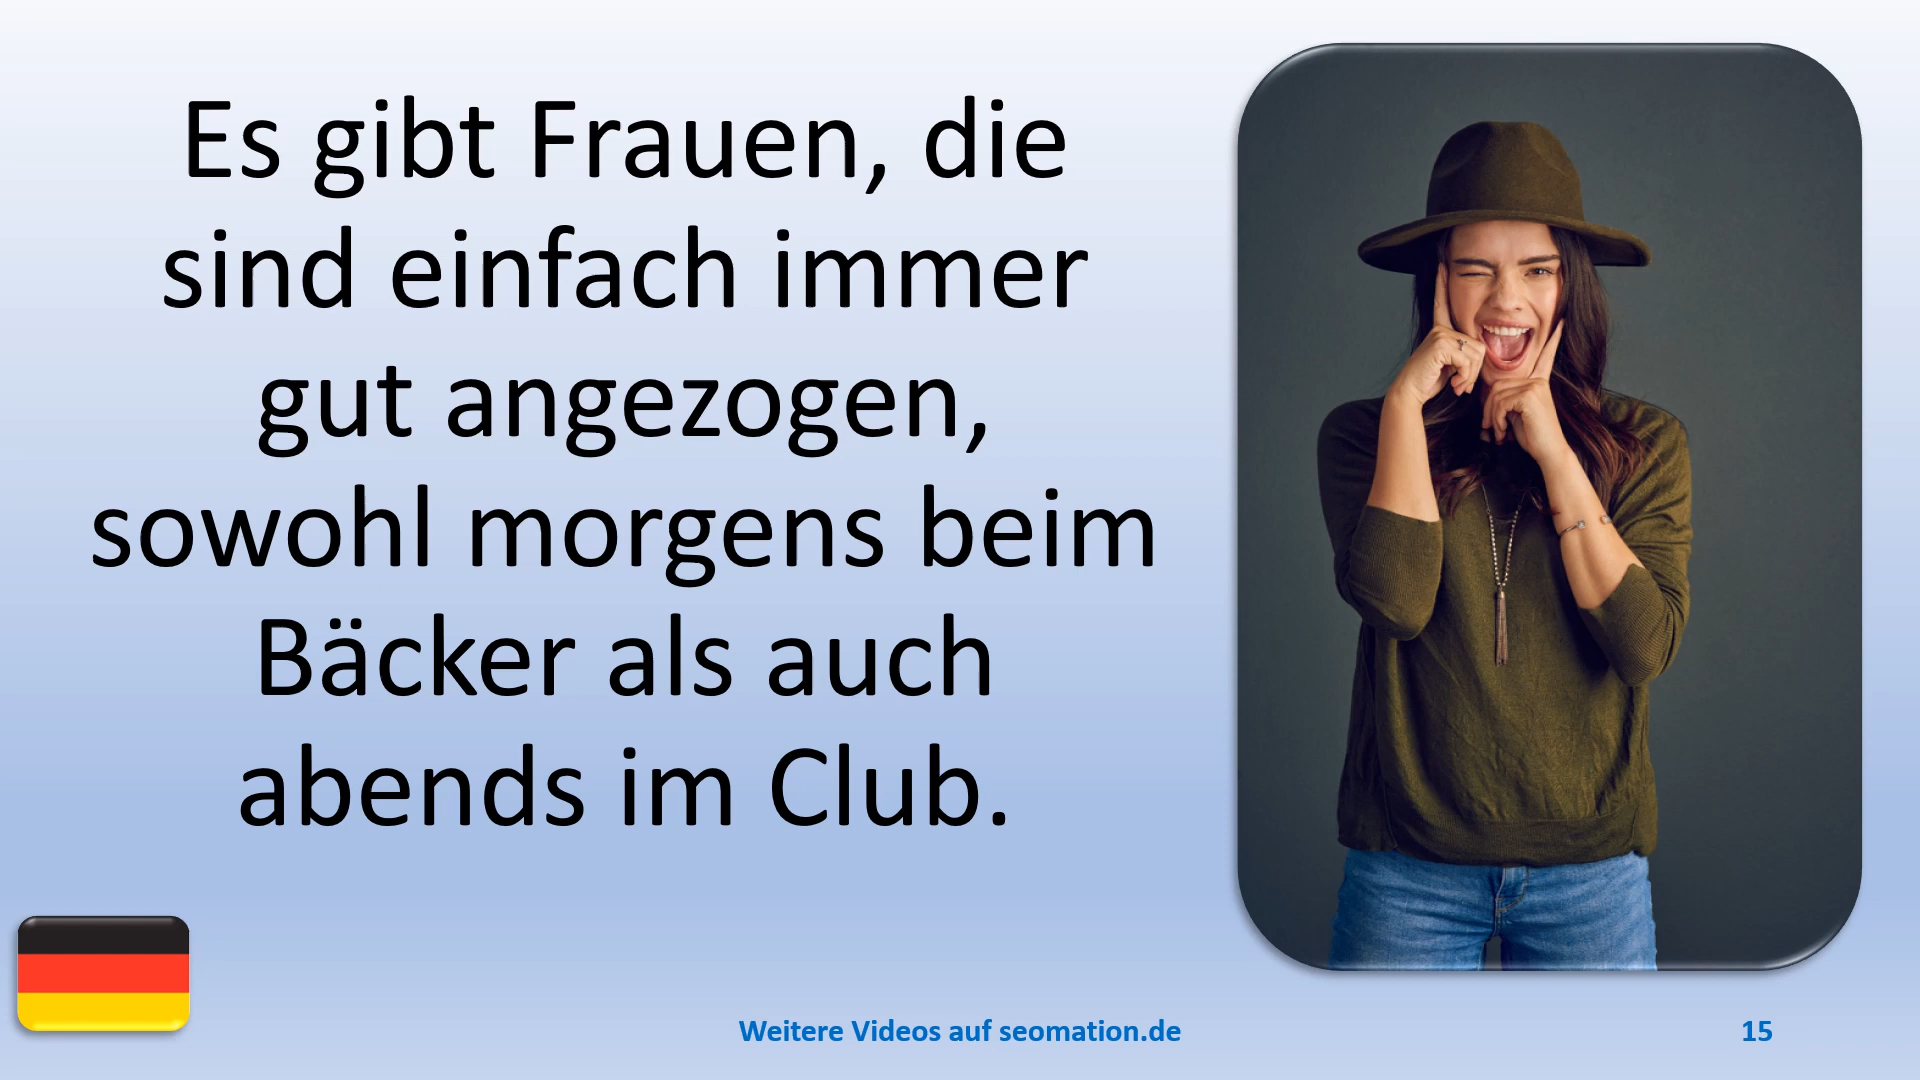 Es gibt Frauen, die
sind einfach immer
gut angezogen,
sowohl morgens beim
Bäcker als auch
abends im Club.
Weitere Videos auf seomation.de
15